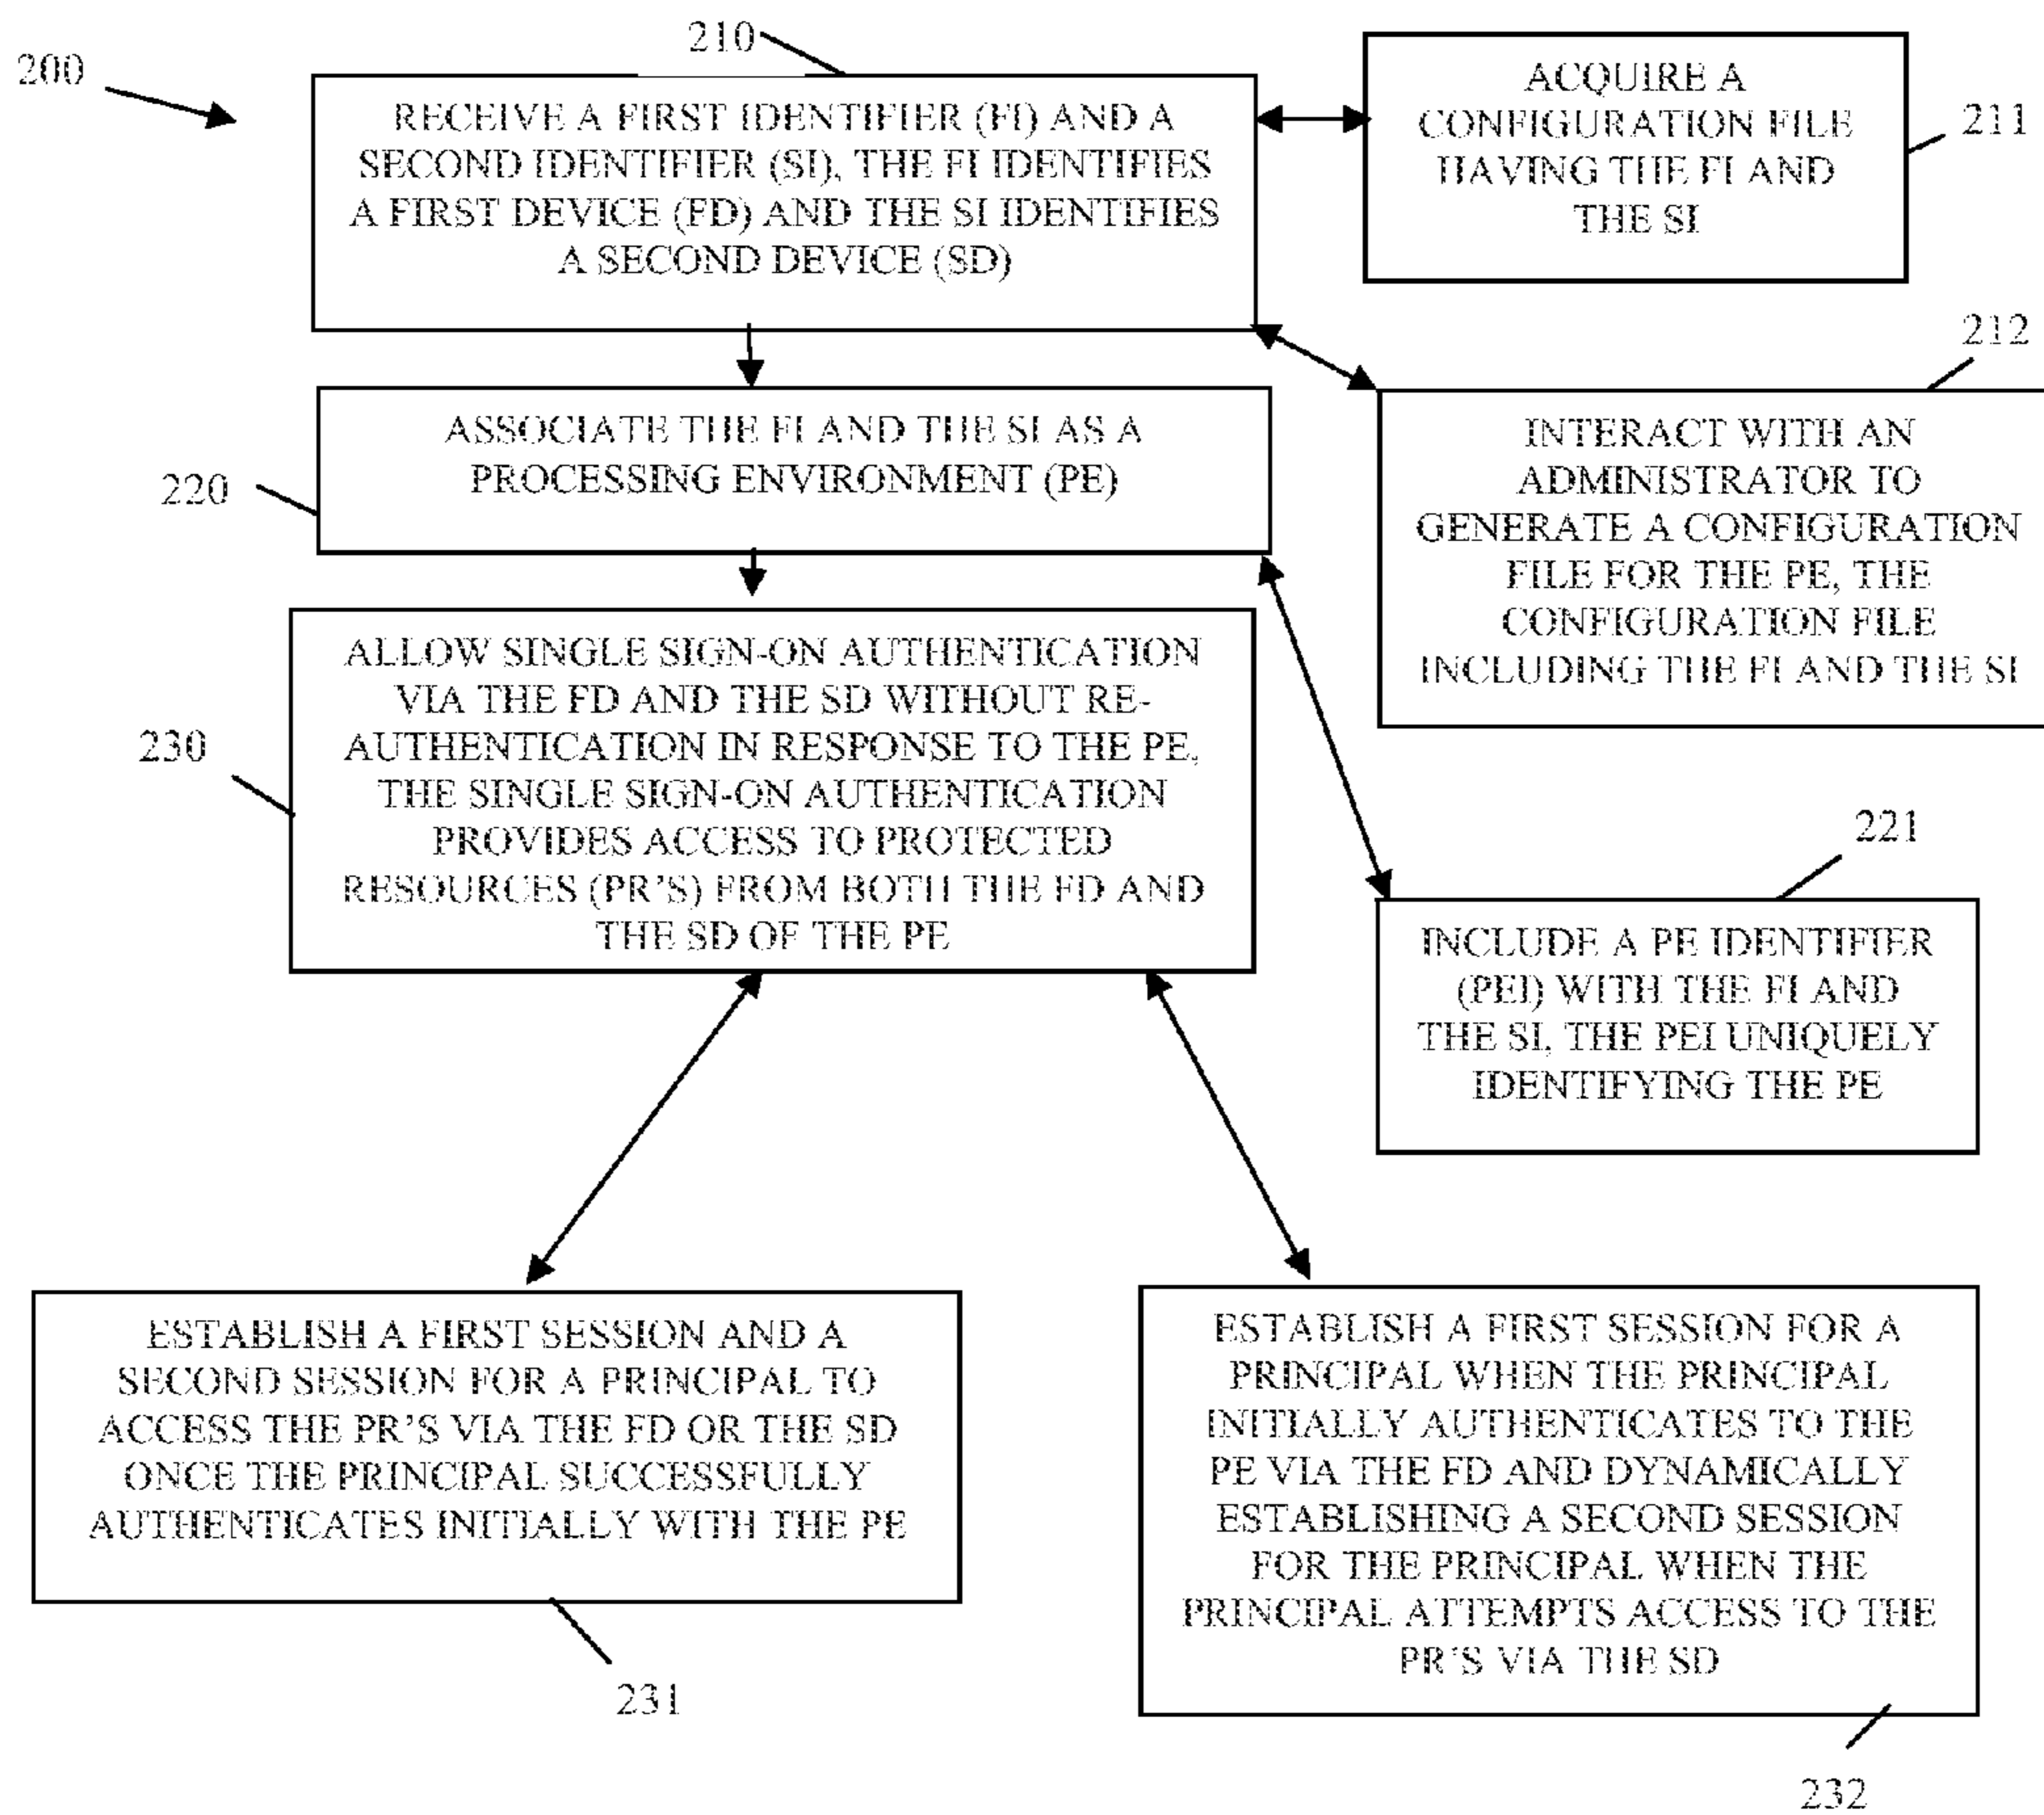 200
210
RECEIVE A FIRST IDENTIFIER (FI) AND A
SECOND IDENTIFIER (SI), THE FI IDENTIFIES
A FIRST DEVICE (FD) AND THE SI IDENTIFIES
A SECOND DEVICE (SD)
ACQUIRE A
CONFIGURATION FILE
HAVING THE FI AND
THE SI
211
212
INTERACT WITH AN
ADMINISTRATOR TO
GENERATE A CONFIGURATION
FILE FOR THE PE, THE
CONFIGURATION FILE
INCLUDING THE FI AND THE SI
220
ASSOCIATE THE FI AND THE SI AS A
PROCESSING ENVIRONMENT (PE)
230
ALLOW SINGLE SIGN-ON AUTHENTICATION
VIA THE FD AND THE SD WITHOUT RE-
AUTHENTICATION IN RESPONSE TO THE PE,
THE SINGLE SIGN-ON AUTHENTICATION
PROVIDES ACCESS TO PROTECTED
RESOURCES (PR'S) FROM BOTH THE FD AND
THE SD OF THE PE
221
INCLUDE A PE IDENTIFIER
(PEI) WITH THE FI AND
THE SI, THE PEI UNIQUELY
IDENTIFYING THE PE
ESTABLISH A FIRST SESSION AND A
SECOND SESSION FOR A PRINCIPAL TO
ACCESS THE PR'S VIA THE FD OR THE SD
ONCE THE PRINCIPAL SUCCESSFULLY
AUTHENTICATES INITIALLY WITH THE PE
231
ESTABLISH A FIRST SESSION FOR A
PRINCIPAL WHEN THE PRINCIPAL
INITIALLY AUTHENTICATES TO THE
PE VIA THE FD AND DYNAMICALLY
ESTABLISHING A SECOND SESSION
FOR THE PRINCIPAL WHEN THE
PRINCIPAL ATTEMPTS ACCESS TO THE
PR'S VIA THE SD
232